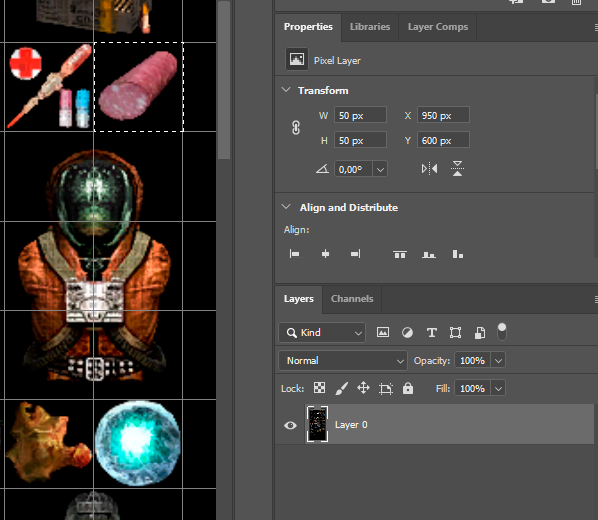 Properties Libraries Layer Comps
Pixel Layer
Transform
W 50 px X 950 px
H 50 px Y 600 px
0,00°
Align and Distribute
Align:
Layers Channels
Kind
Normal Opacity: 100%
Lock: Fill: 100%
Layer 0